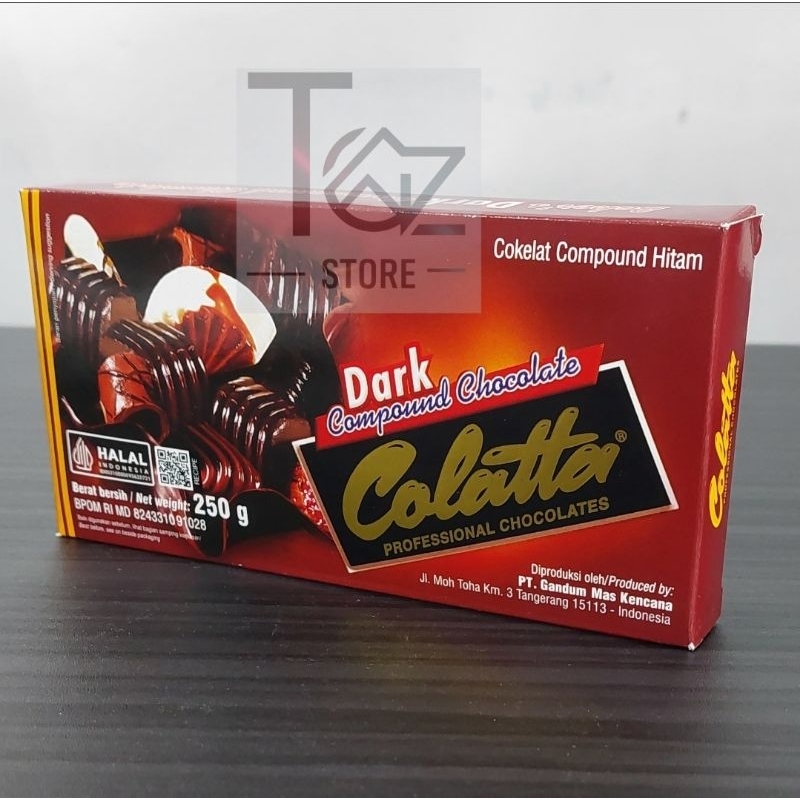 TAZ
STORE
Cokelat Compound Hitam
Dark
Compound Chocolate
Colatta®
PROFESSIONAL CHOCOLATES
Colatta
HALAL
INDONESIA
RECIPE
Berat bersih / Net weight: 250 g
BPOM RI MD 824331091028
Diproduksi oleh/Produced by:
PT. Gandum Mas Kencana
Jl. Moh Toha Km. 3 Tangerang 15113 - Indonesia